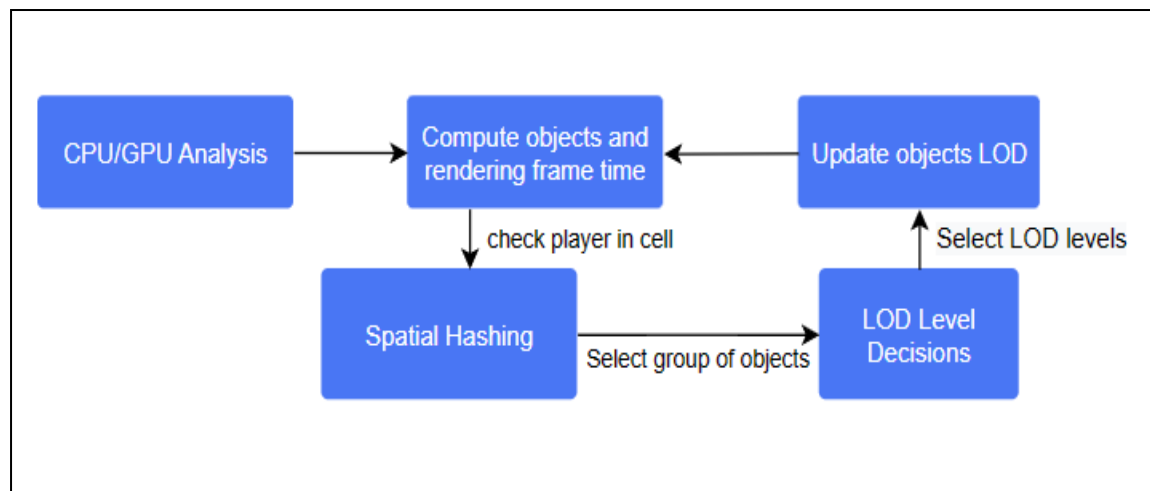 CPU/GPU Analysis
Compute objects and
rendering frame time
Update objects LOD
check player in cell
Select LOD levels
Spatial Hashing
Select group of objects
LOD Level
Decisions